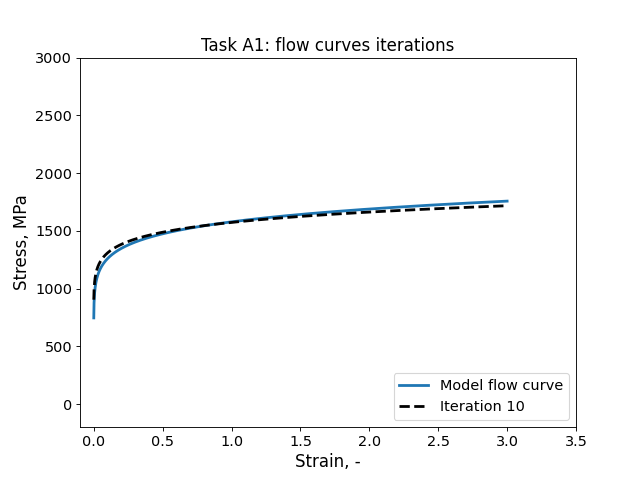 Task A1: flow curves iterations
3000
2500
2000
1500
1000
500
0
Stress, MPa
0.0 0.5 1.0 1.5 2.0 2.5 3.0 3.5
Strain, -
Model flow curve
Iteration 10